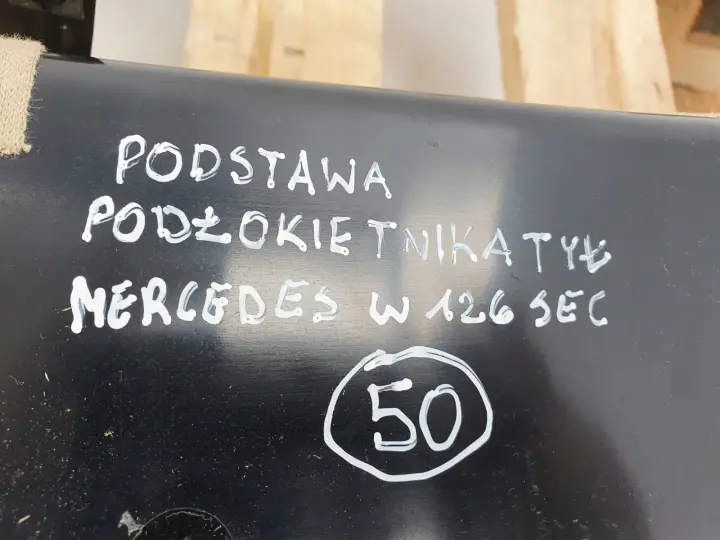 PODSTAWA
PODŁOKIETNIKA TYŁ
MERCEDES W 126 SEC
50